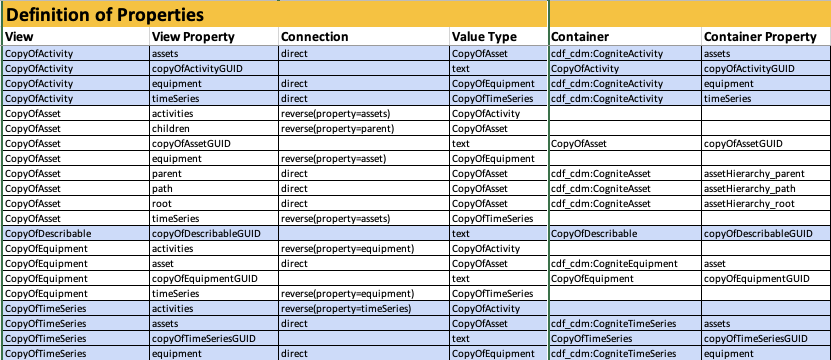 Definition of Properties
View View Property Connection Value Type Container Container Property
CopyOfActivity assets direct CopyOfAsset cdf_cdm:CogniteActivity assets
CopyOfActivity copyOfActivityGUID text CopyOfActivity copyOfActivityGUID
CopyOfActivity equipment direct CopyOfEquipment cdf_cdm:CogniteActivity equipment
CopyOfActivity timeSeries direct CopyOfTimeSeries cdf_cdm:CogniteActivity timeSeries
CopyOfAsset activities reverse(property=assets) CopyOfActivity
CopyOfAsset children reverse(property=parent) CopyOfAsset
CopyOfAsset copyOfAssetGUID text CopyOfAsset copyOfAssetGUID
CopyOfAsset equipment reverse(property=asset) CopyOfEquipment
CopyOfAsset parent direct CopyOfAsset cdf_cdm:CogniteAsset assetHierarchy_parent
CopyOfAsset path direct CopyOfAsset cdf_cdm:CogniteAsset assetHierarchy_path
CopyOfAsset root direct CopyOfAsset cdf_cdm:CogniteAsset assetHierarchy_root
CopyOfAsset timeSeries reverse(property=assets) CopyOfTimeSeries
CopyOfDescribable copyOfDescribableGUID text CopyOfDescribable copyOfDescribableGUID
CopyOfEquipment activities reverse(property=equipment) CopyOfActivity
CopyOfEquipment asset direct CopyOfAsset cdf_cdm:CogniteEquipment asset
CopyOfEquipment copyOfEquipmentGUID text CopyOfEquipment copyOfEquipmentGUID
CopyOfEquipment timeSeries reverse(property=equipment) CopyOfTimeSeries
CopyOfTimeSeries activities reverse(property=timeSeries) CopyOfActivity
CopyOfTimeSeries assets direct CopyOfAsset cdf_cdm:CogniteTimeSeries assets
CopyOfTimeSeries copyOfTimeSeriesGUID text CopyOfTimeSeries copyOfTimeSeriesGUID
CopyOfTimeSeries equipment direct CopyOfEquipment cdf_cdm:CogniteTimeSeries equipment